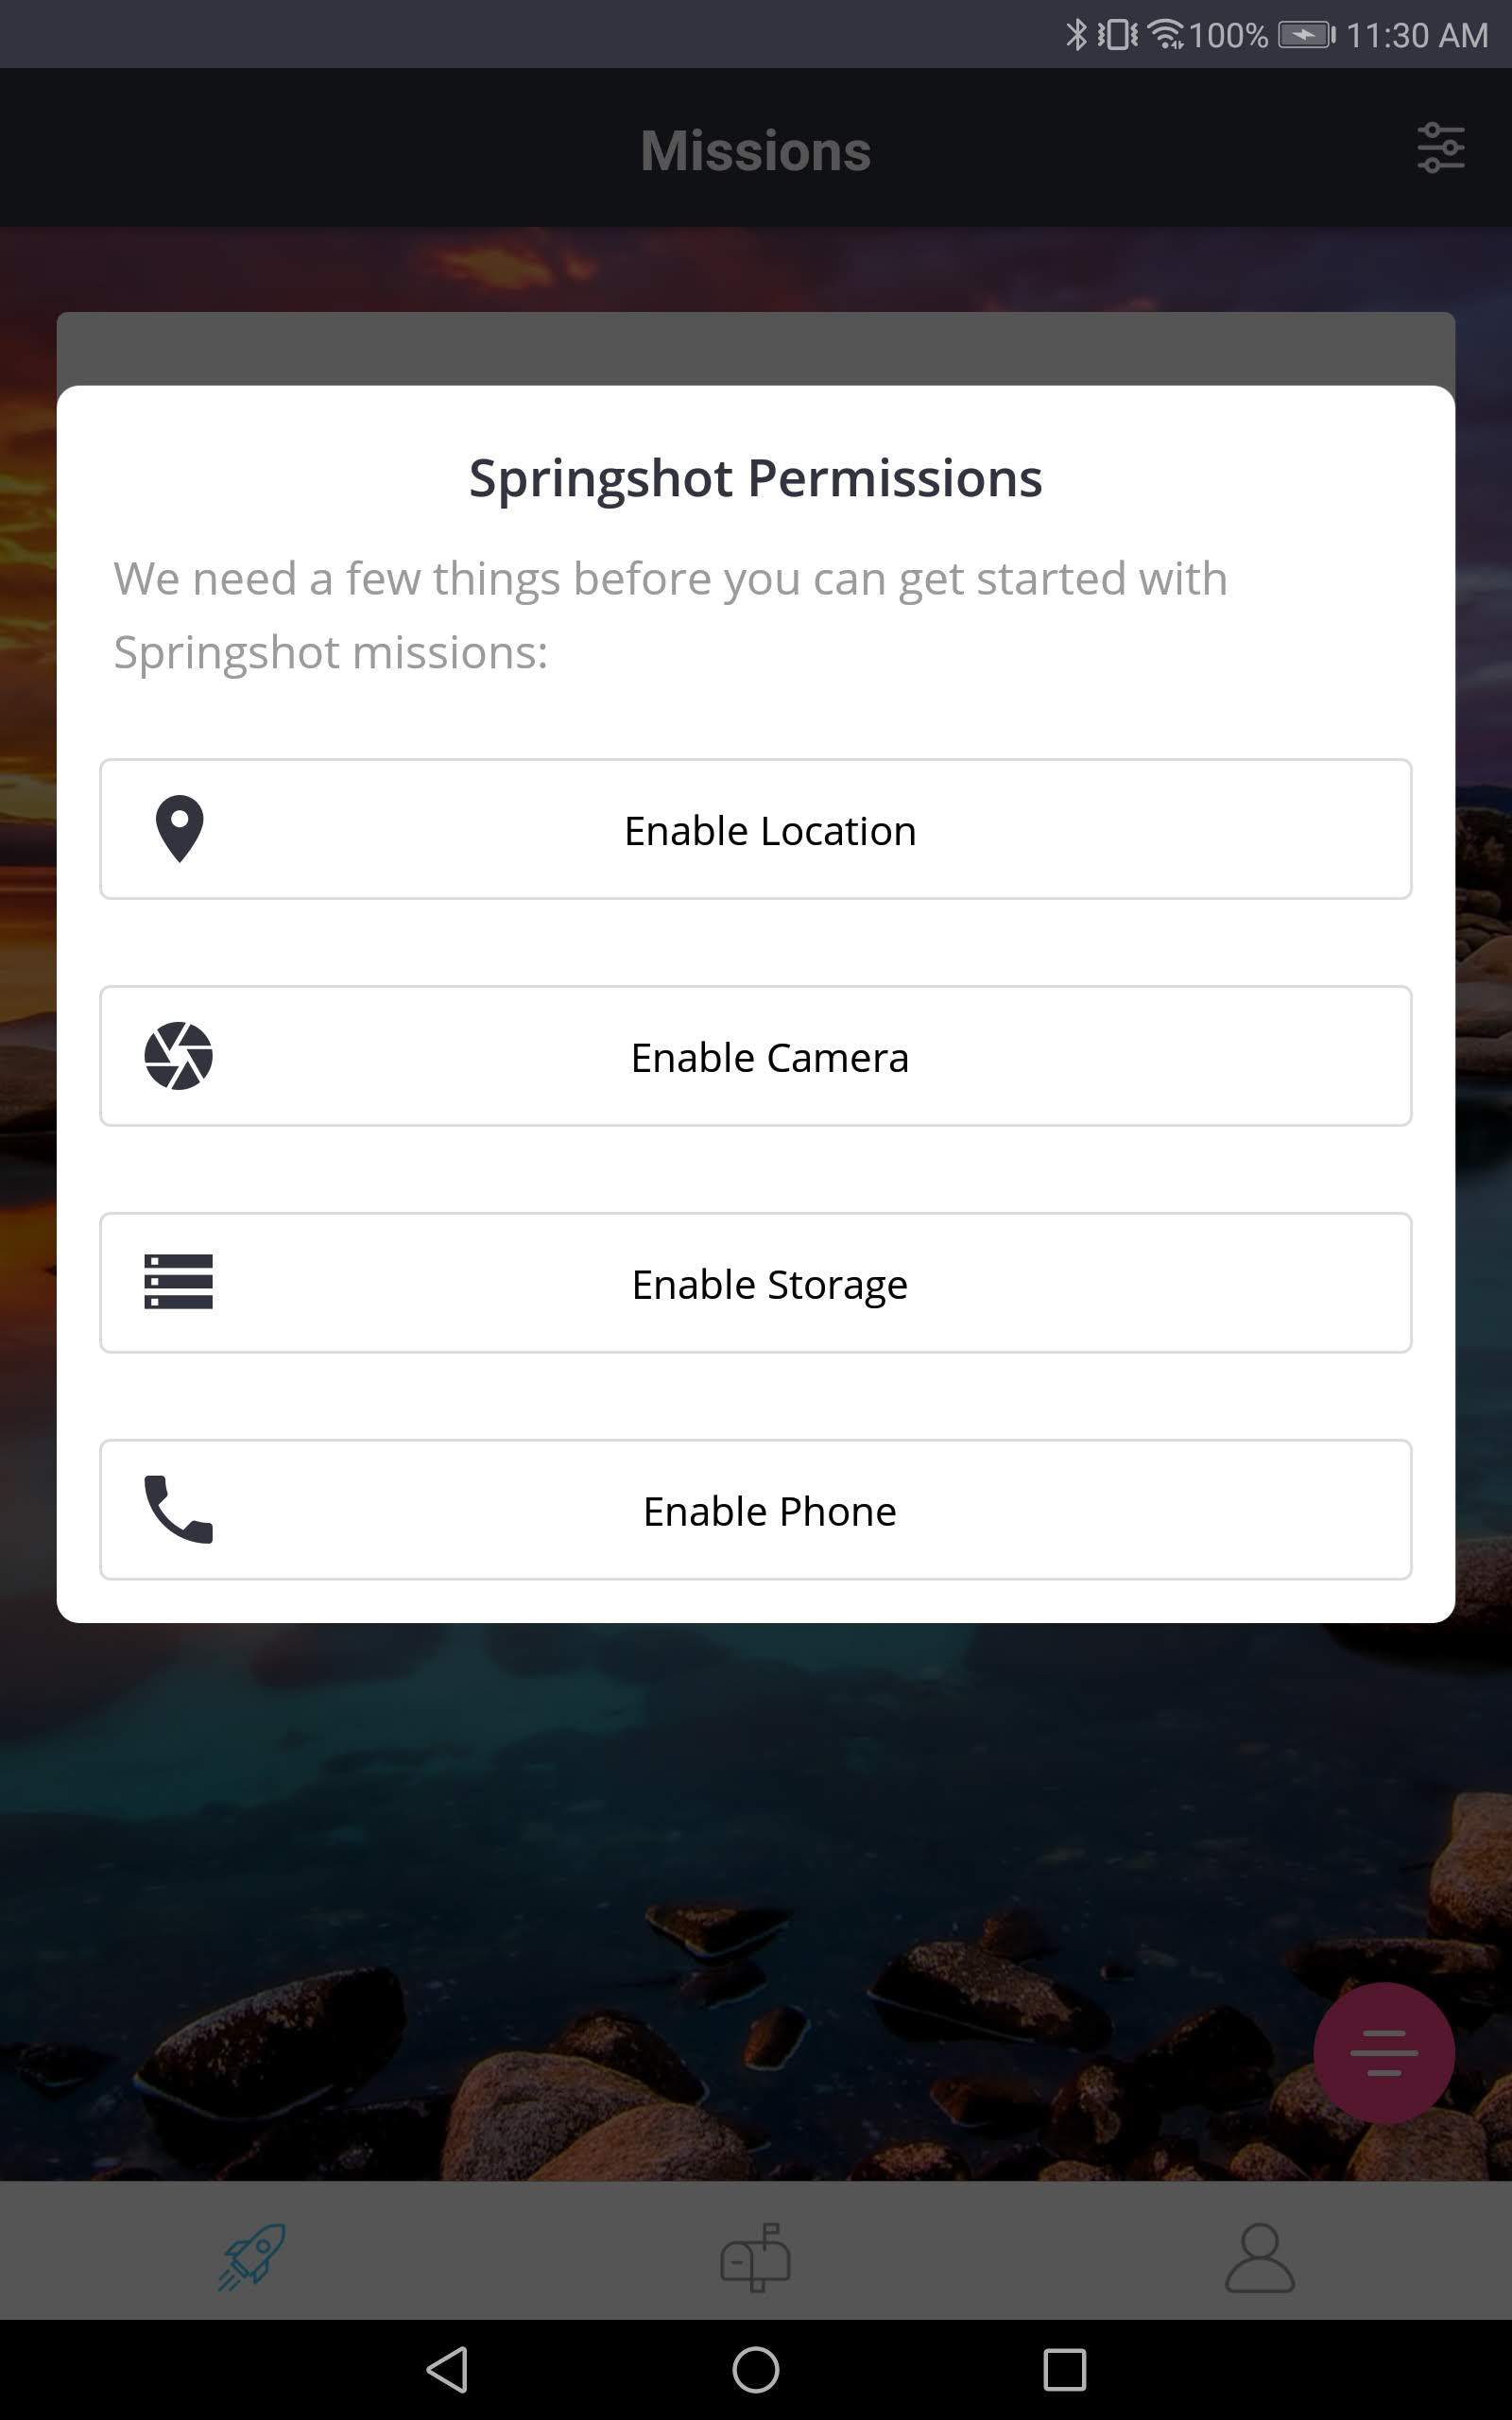 100% 11:30 AM
Missions
Springshot Permissions
We need a few things before you can get started with
Springshot missions:
Enable Location
Enable Camera
Enable Storage
Enable Phone